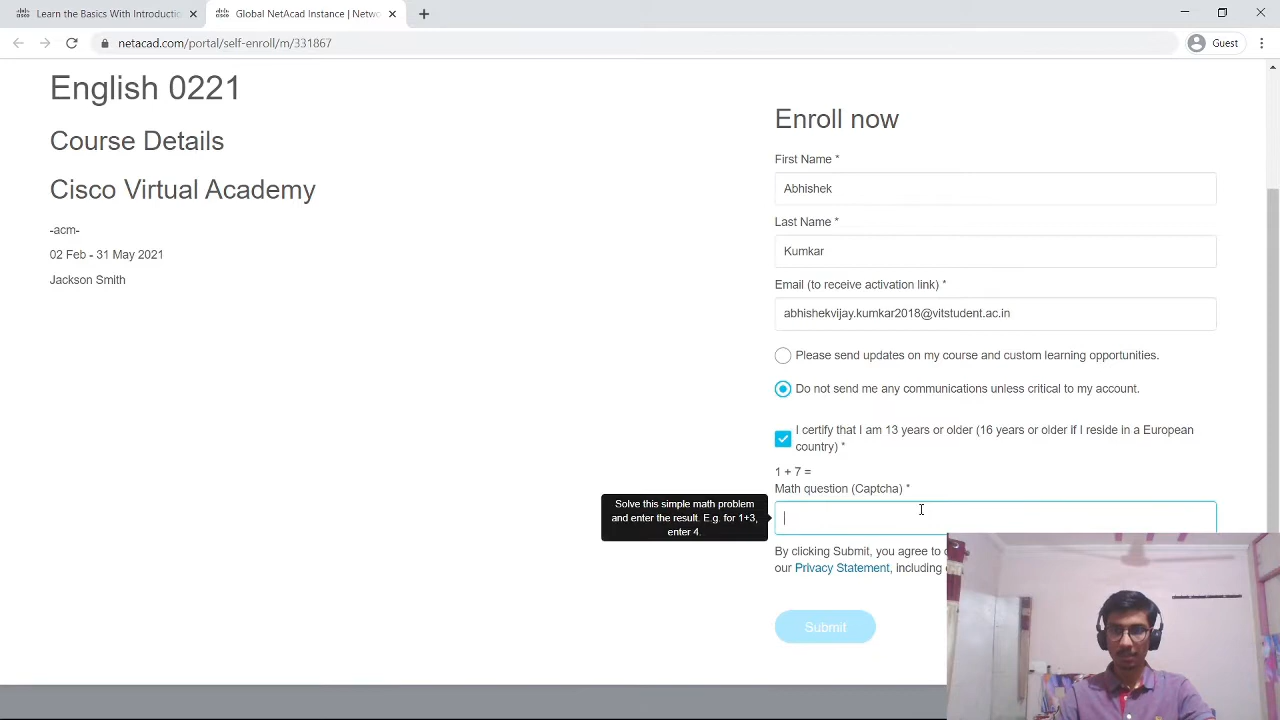 Learn the Basics With Introductio
Global NetAcad Instance | Netwo
netacad.com/portal/self-enroll/m/331867
Guest
English 0221
Course Details
Cisco Virtual Academy
-acm-
02 Feb - 31 May 2021
Jackson Smith
Enroll now
First Name *
Abhishek
Last Name *
Kumkar
Email (to receive activation link) *
abhishekvijay.kumkar2018@vitstudent.ac.in
Please send updates on my course and custom learning opportunities.
Do not send me any communications unless critical to my account.
I certify that I am 13 years or older (16 years or older if I reside in a European
country) *
1 + 7 =
Math question (Captcha) *
Solve this simple math problem
and enter the result. E.g. for 1+3,
enter 4.
By clicking Submit, you agree to
our Privacy Statement, including
Submit